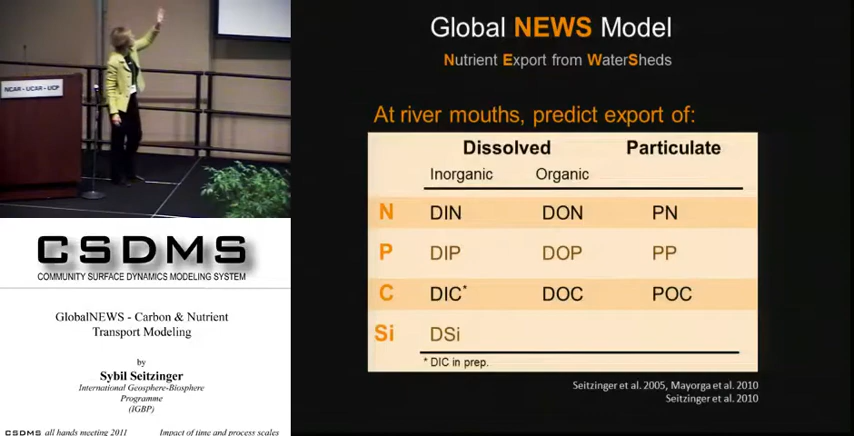 NCAR - UCAR - UCP
CSDMS
COMMUNITY SURFACE DYNAMICS MODELING SYSTEM
GlobalNEWS - Carbon & Nutrient
Transport Modeling
by
Sybil Seitzinger
International Geosphere-Biosphere
Programme
(IGBP)
CSDMS all hands meeting 2011 Impact of time and process scales
Global NEWS Model
Nutrient Export from WaterSheds
At river mouths, predict export of:
Dissolved Particulate
Inorganic Organic
N DIN DON PN
P DIP DOP PP
C DIC* DOC POC
Si DSi
* DIC in prep.
Seitzinger et al. 2005, Mayorga et al. 2010
Seitzinger et al. 2010